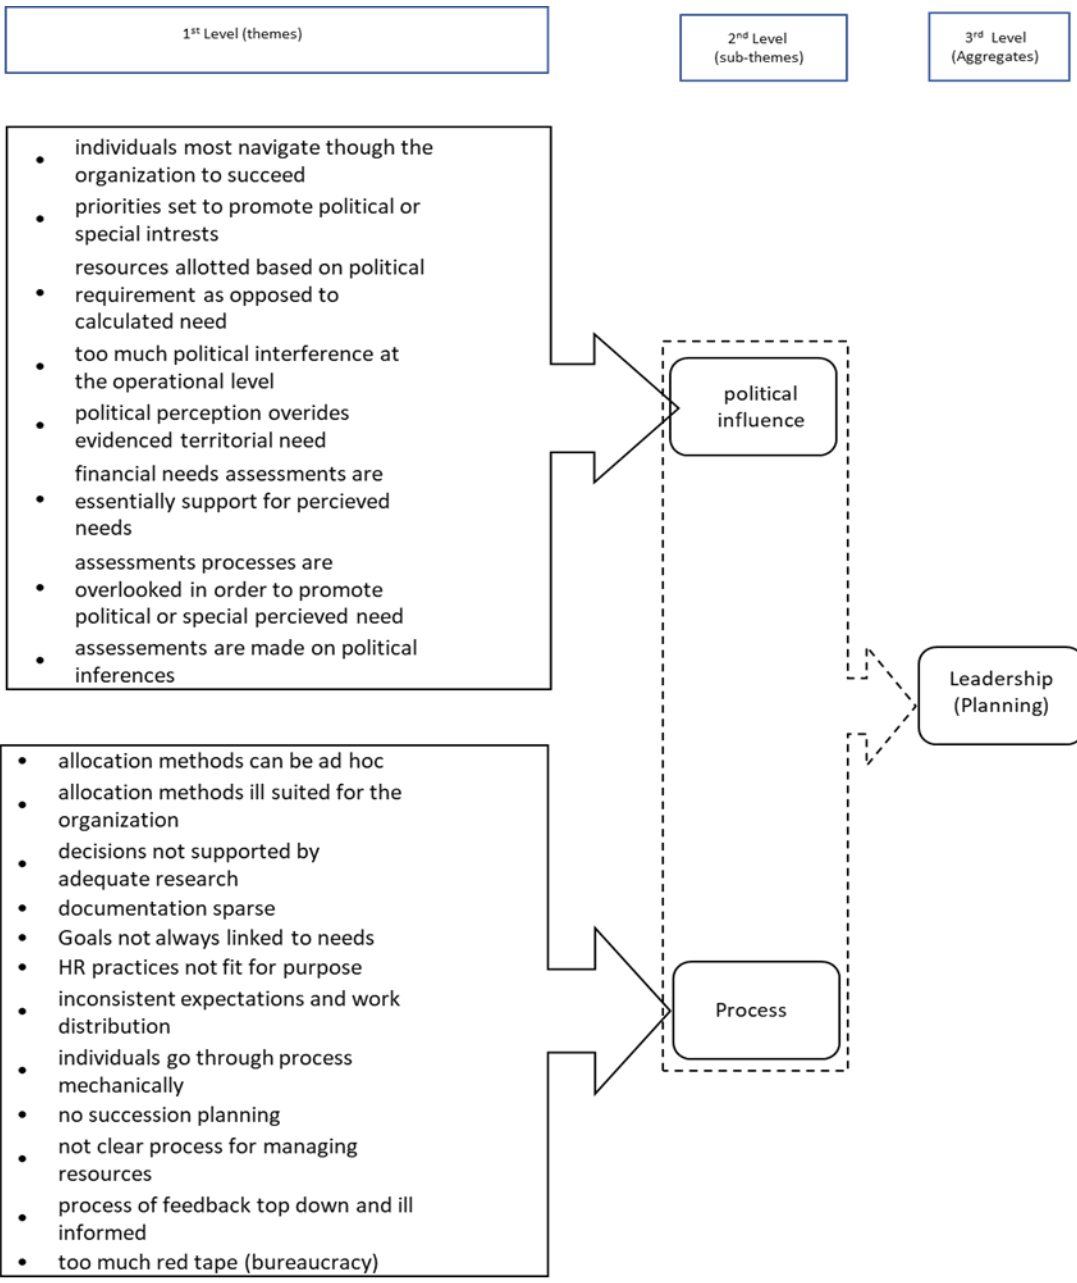 1st Level (themes)
2nd Level
(sub-themes)
3rd Level
(Aggregates)
• individuals most navigate though the
organization to succeed
• priorities set to promote political or
special intrests
• resources allotted based on political
requirement as opposed to
calculated need
• too much political interference at
the operational level
• political perception overides
evidenced territorial need
• financial needs assessments are
essentially support for percieved
needs
• assessments processes are
overlooked in order to promote
political or special percieved need
• assessements are made on political
inferences
political
influence
Leadership
(Planning)
• allocation methods can be ad hoc
• allocation methods ill suited for the
organization
• decisions not supported by
adequate research
• documentation sparse
• Goals not always linked to needs
• HR practices not fit for purpose
• inconsistent expectations and work
distribution
• individuals go through process
mechanically
• no succession planning
• not clear process for managing
resources
• process of feedback top down and ill
informed
• too much red tape (bureaucracy)
Process